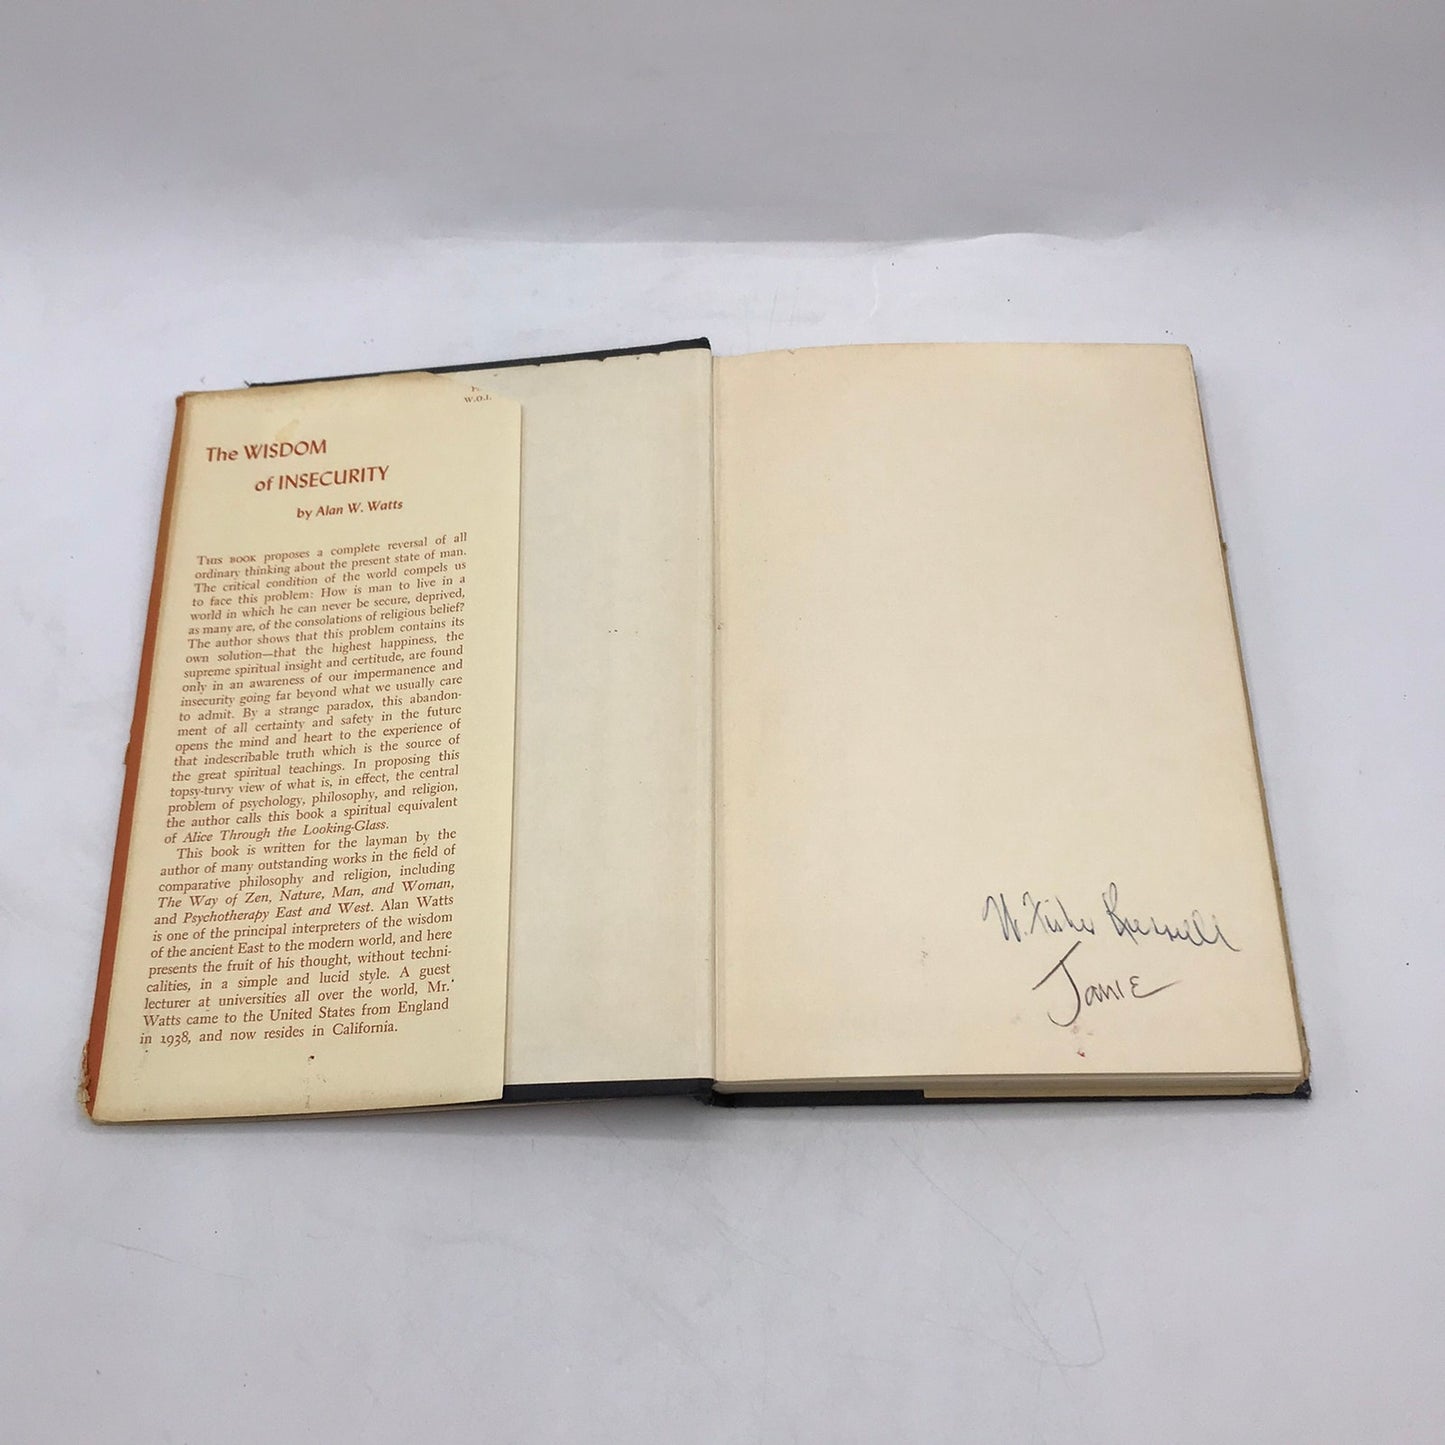 W.O.I.
The WISDOM
of INSECURITY
by Alan W. Watts
THIS BOOK proposes a complete reversal of all
ordinary thinking about the present state of man.
The critical condition of the world compels us
to face this problem: How is man to live in a
world in which he can never be secure, deprived,
as many are, of the consolations of religious belief?
The author shows that this problem contains its
own solution—that the highest happiness, the
supreme spiritual insight and certitude, are found
only in an awareness of our impermanence and
insecurity going far beyond what we usually care
to admit. By a strange paradox, this abandon-
ment of all certainty and safety in the future
opens the mind and heart to the experience of
that indescribable truth which is the source of
the great spiritual teachings. In proposing this
topsy-turvy view of what is, in effect, the central
problem of psychology, philosophy, and religion,
the author calls this book a spiritual equivalent
of Alice Through the Looking-Glass.
This book is written for the layman by the
author of many outstanding works in the field of
comparative philosophy and religion, including
The Way of Zen, Nature, Man, and Woman,
and Psychotherapy East and West. Alan Watts
is one of the principal interpreters of the wisdom
of the ancient East to the modern world, and here
presents the fruit of his thought, without techni-
calities, in a simple and lucid style. A guest
lecturer at universities all over the world, Mr.
Watts came to the United States from England
in 1938, and now resides in California.
W.
Janie